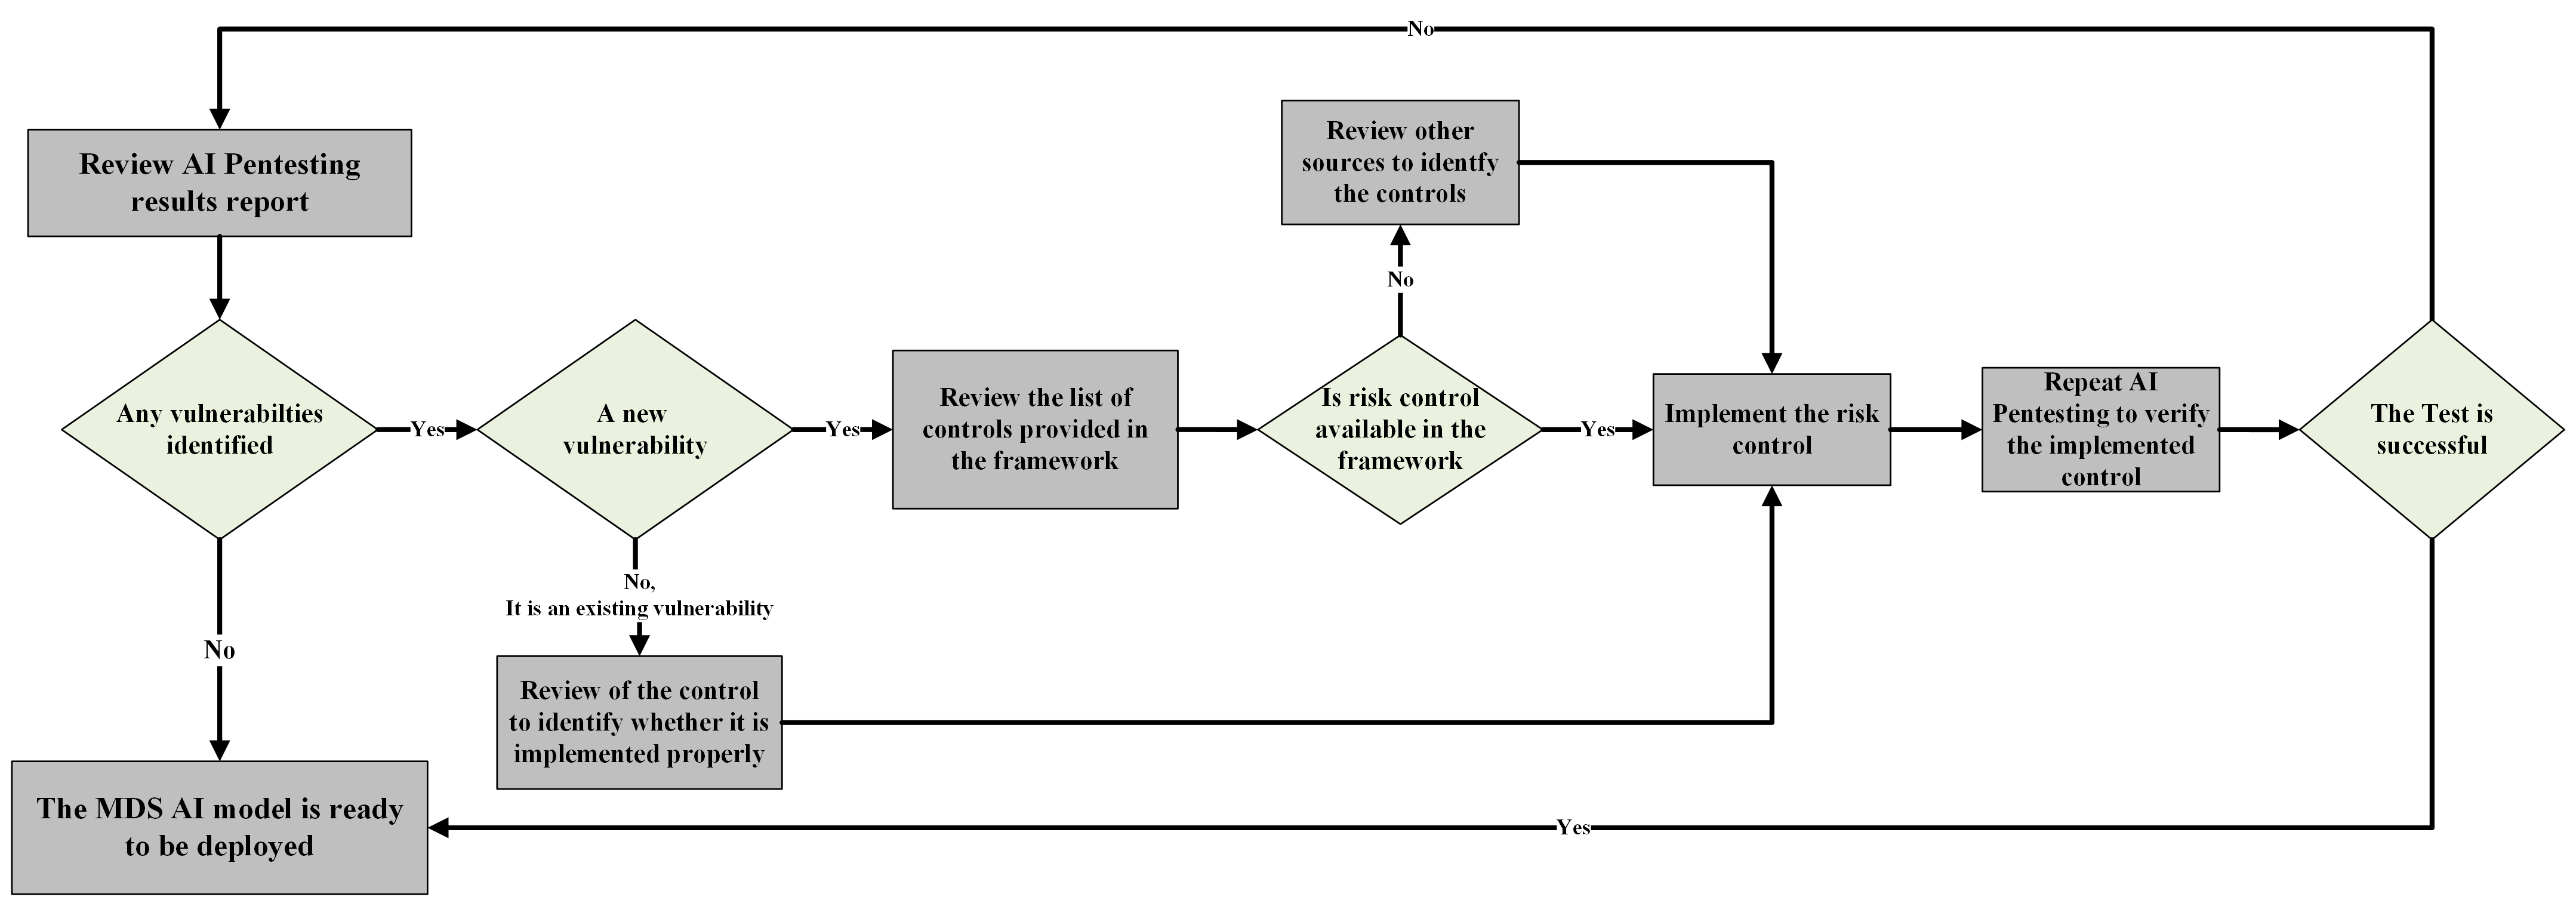 No
Review AI Pentesting
results report
Review other
sources to identfy
the controls
No
Any vulnerabilties
identified
Yes
A new
vulnerability
Yes
Review the list of
controls provided in
the framework
Is risk control
available in the
framework
Yes
Implement the risk
control
Repeat AI
Pentesting to verify
the implemented
control
The Test is
successful
No,
It is an existing vulnerability
No
Review of the control
to identify whether it is
implemented properly
The MDS AI model is ready
to be deployed
Yes